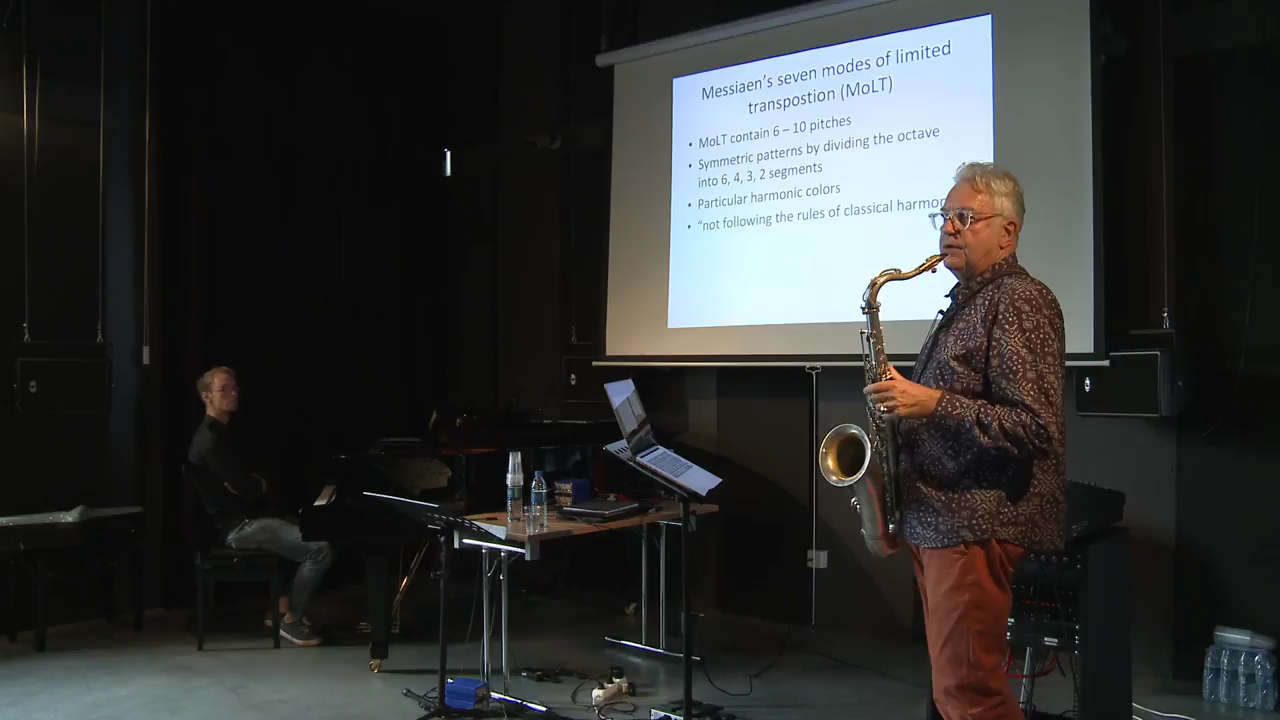 Messiaen's seven modes of limited
transpostion (MoLT)
• MoLT contain 6 – 10 pitches
• Symmetric patterns by dividing the octave
into 6, 4, 3, 2 segments
• Particular harmonic colors
• “not following the rules of classical harmo